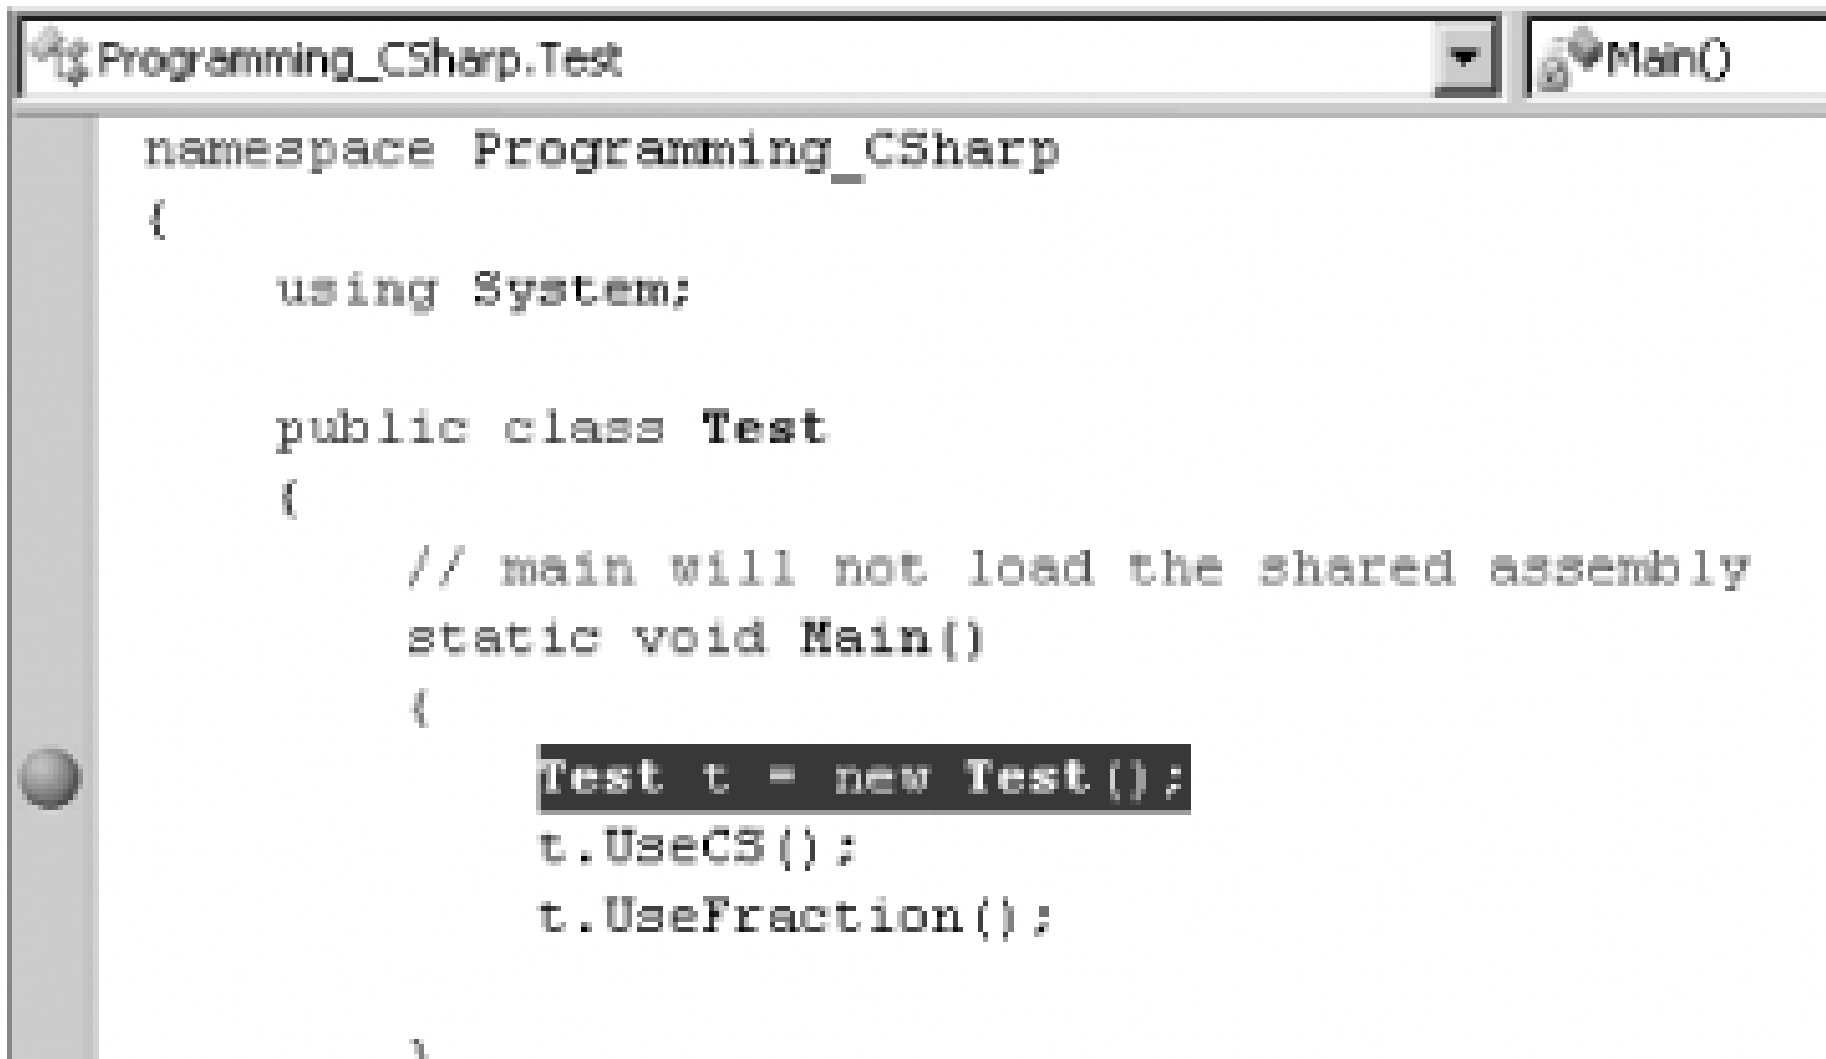 Programming_CSharp.Test
Main()
namespace Programming_CSharp
{
using System;
public class Test
{
// main will not load the shared assembly
static void Main()
{
Test t = new Test();
t.UseCS();
t.UseFraction();
}